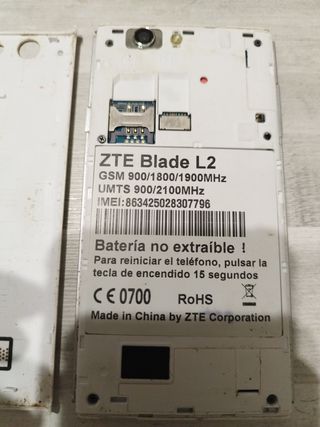 ZTE Blade L2
GSM 900/1800/1900MHz
UMTS 900/2100MHz
IMEI:863425028307796
Batería no extraíble !
Para reiniciar el teléfono, pulsar la
tecla de encendido 15 segundos
CE 0700 RoHS
Made in China by ZTE Corporation